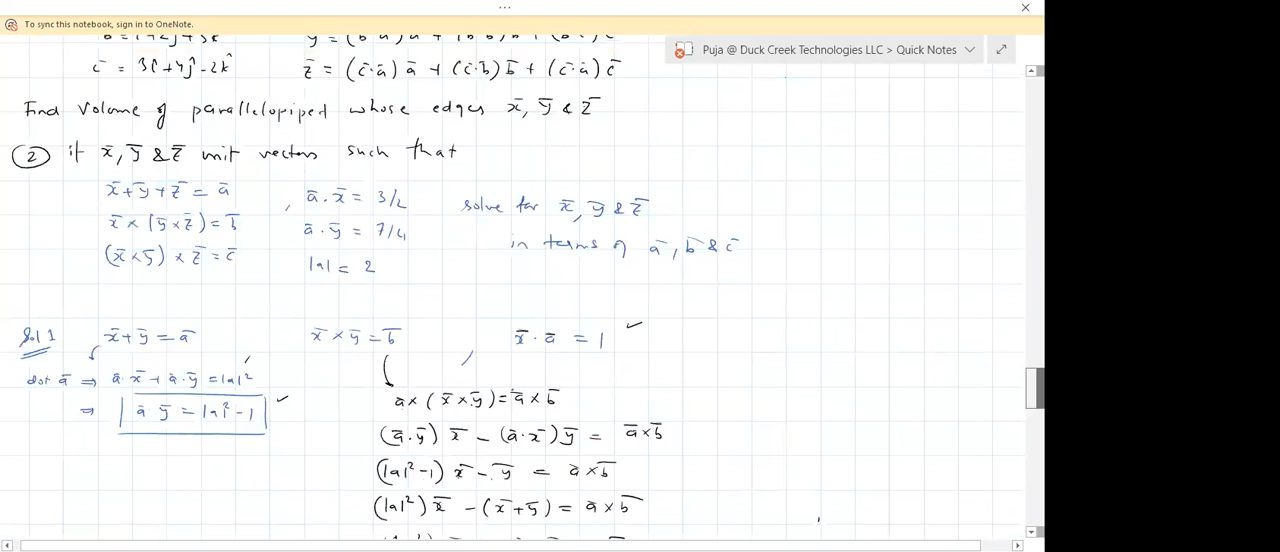 To sync this notebook, sign in to OneNote.
Puja @ Duck Creek Technologies LLC > Quick Notes
c̄ = 3î + 4ĵ - 2k̂
z̄ = (c̄·ā) ā + (c̄·b̄) b̄ + (c̄·ā) c̄
Find Volume of parallelopiped whose edges x̄, ȳ & z̄
② if x̄, ȳ & z̄ unit vectors such that
x̄ + ȳ + z̄ = ā , ā . x̄ = 3/2 solve for x̄, ȳ & z̄
x̄ × (ȳ × z̄) = b̄ ā . ȳ = 7/4 in terms of ā, b̄ & c̄
(x̄ × ȳ) × z̄ = c̄ |a| = 2
Sol 1 x̄ + ȳ = ā x̄ × ȳ = b̄ , x̄ · ā = 1 ✓
dot ā ⇒ ā·x̄ + ā·ȳ = |a|²
⇒ ā ȳ = |a|² - 1 ✓
a × (x̄ × ȳ) = ā × b̄
(ā·ȳ) x̄ - (ā·x̄) ȳ = ā × b̄
(|a|² - 1) x̄ - ȳ = ā × b̄
(|a|²) x̄ - (x̄ + ȳ) = ā × b̄